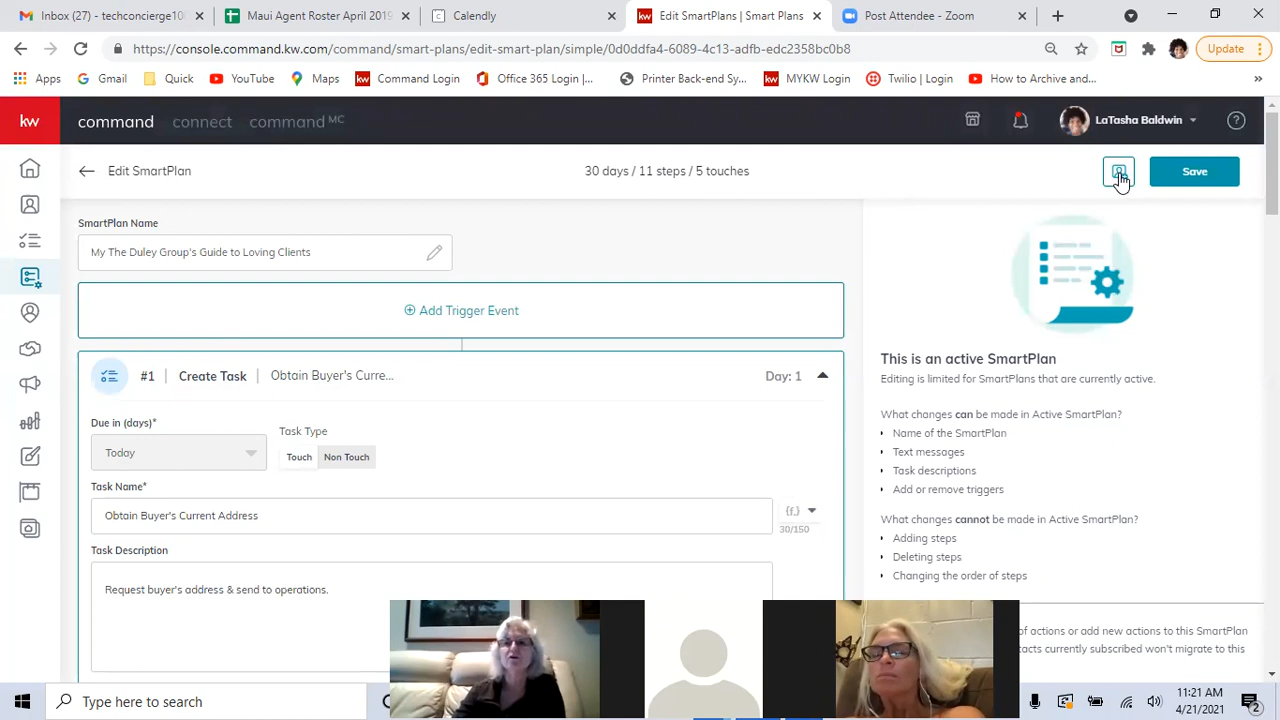 [KW] Edit SmartPlan | Smart Plans
Maui Roster April 2019
Calendly
Post Attendee - Zoom
https://console.command.kw.com/command/smart-plans/edit-smart-plan/simple/0d0ddfa4-6089-4c13-adfb-edc2358bc0b8
Update
Apps
Gmail
Quick
YouTube
Maps
Command Login
Office 365 Login |...
Printer Back-end Sy...
MYKW Login
Twilio | Login
How to Archive and...
»
kw
command
connect
command MC
LaTasha Baldwin
Edit SmartPlan
30 days / 11 steps / 5 touches
Save
SmartPlan Name
My The Duley Group's Guide to Loving Clients
Add Trigger Event
#1
Create Task
Obtain Buyer's Curre...
Day: 1
Due in (days)*
Task Type
Today
Touch
Non Touch
Task Name*
Obtain Buyer's Current Address
30/150
Task Description
Request buyer's address & send to operations.
This is an active SmartPlan
Editing is limited for SmartPlans that are currently active.
What changes can be made in Active SmartPlan?
Name of the SmartPlan
Text messages
Task descriptions
Add or remove triggers
What changes cannot be made in Active SmartPlan?
Adding steps
Deleting steps
Changing the order of steps
of actions or add new actions to this SmartPlan
currently subscribed won't migrate to this
Type here to search
11:21 AM
4/21/2021
2